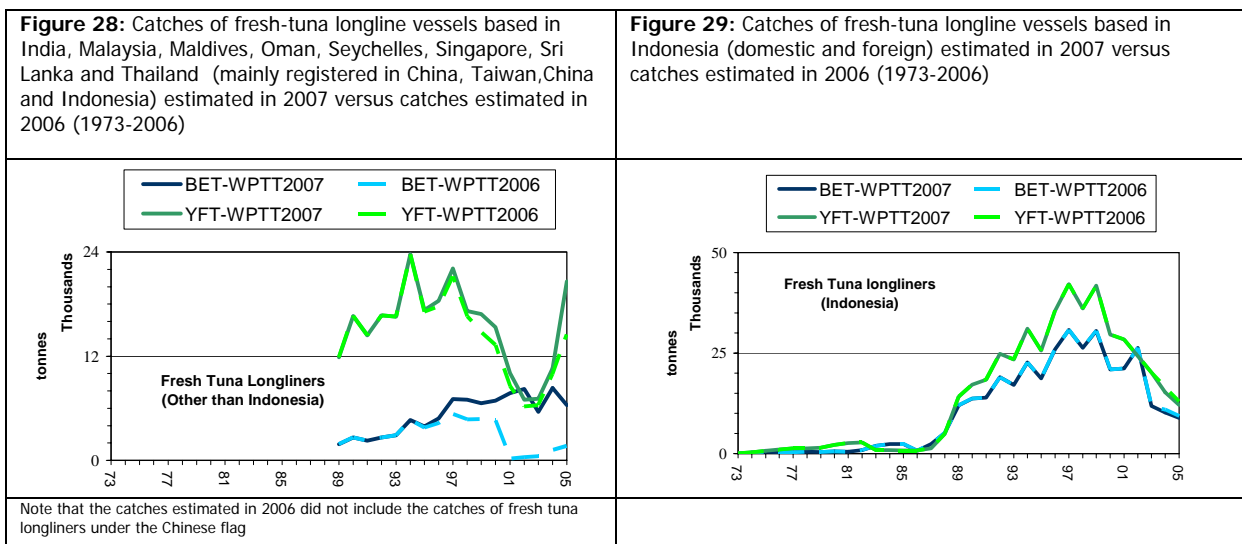 Figure 28: Catches of fresh-tuna longline vessels based in
India, Malaysia, Maldives, Oman, Seychelles, Singapore, Sri
Lanka and Thailand (mainly registered in China, Taiwan,China
and Indonesia) estimated in 2007 versus catches estimated in
2006 (1973-2006)
Figure 29: Catches of fresh-tuna longline vessels based in
Indonesia (domestic and foreign) estimated in 2007 versus
catches estimated in 2006 (1973-2006)
BET-WPTT2007 BET-WPTT2006
YFT-WPTT2007 YFT-WPTT2006
24
12
0
tonnes
Thousands
Fresh Tuna Longliners
(Other than Indonesia)
73 77 81 85 89 93 97 01 05
Note that the catches estimated in 2006 did not include the catches of fresh tuna
longliners under the Chinese flag
BET-WPTT2007 BET-WPTT2006
YFT-WPTT2007 YFT-WPTT2006
50
25
0
tonnes
Thousands
Fresh Tuna longliners
(Indonesia)
73 77 81 85 89 93 97 01 05